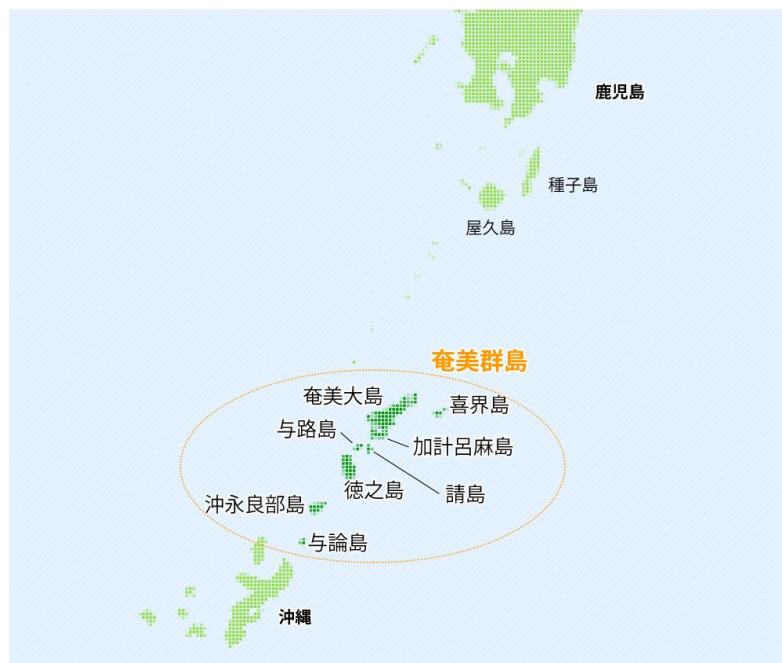 鹿児島
種子島
屋久島
奄美群島
奄美大島
喜界島
与路島
加計呂麻島
徳之島
請島
沖永良部島
与論島
沖縄